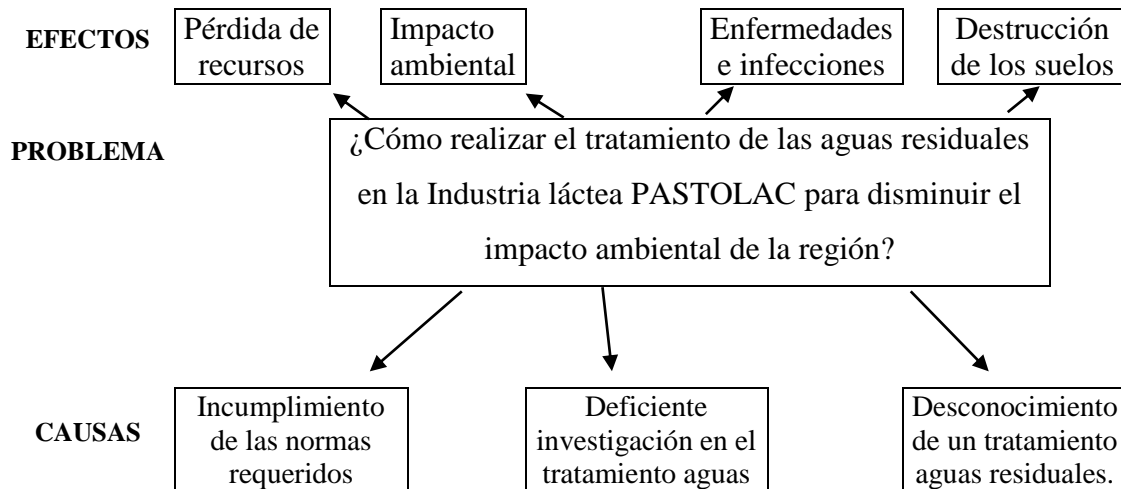 EFECTOS
Pérdida de
recursos
Impacto
ambiental
Enfermedades
e infecciones
Destrucción
de los suelos
PROBLEMA
¿Cómo realizar el tratamiento de las aguas residuales
en la Industria láctea PASTOLAC para disminuir el
impacto ambiental de la región?
CAUSAS
Incumplimiento
de las normas
requeridos
Deficiente
investigación en el
tratamiento aguas
Desconocimiento
de un tratamiento
aguas residuales.